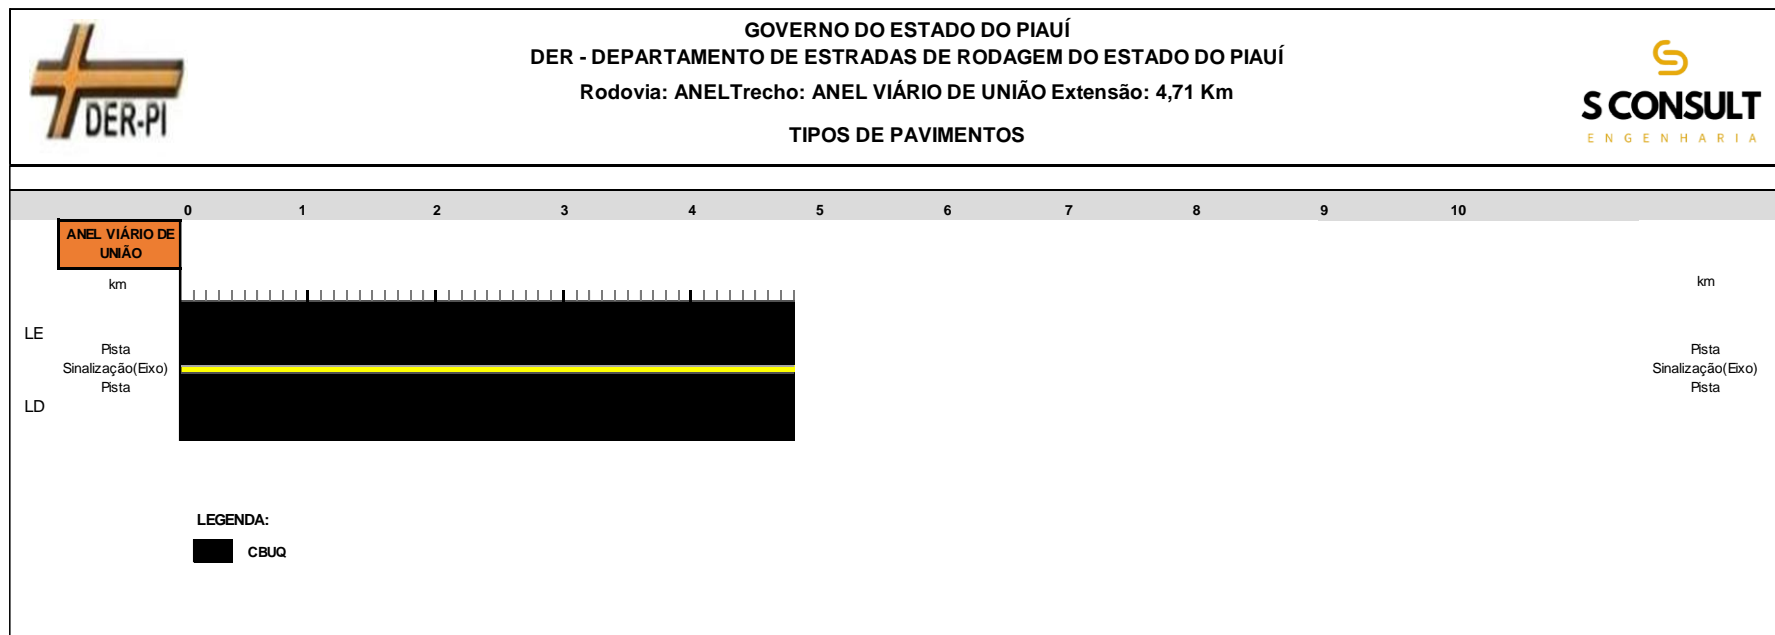 DER-PI
GOVERNO DO ESTADO DO PIAUÍ
DER - DEPARTAMENTO DE ESTRADAS DE RODAGEM DO ESTADO DO PIAUÍ
Rodovia: ANELTrecho: ANEL VIÁRIO DE UNIÃO Extensão: 4,71 Km
TIPOS DE PAVIMENTOS
S CONSULT
ENGENHARIA
0 1 2 3 4 5 6 7 8 9 10
ANEL VIÁRIO DE
UNIÃO
km km
LE
Pista Pista
Sinalização(Eixo) Sinalização(Eixo)
Pista Pista
LD
LEGENDA:
CBUQ